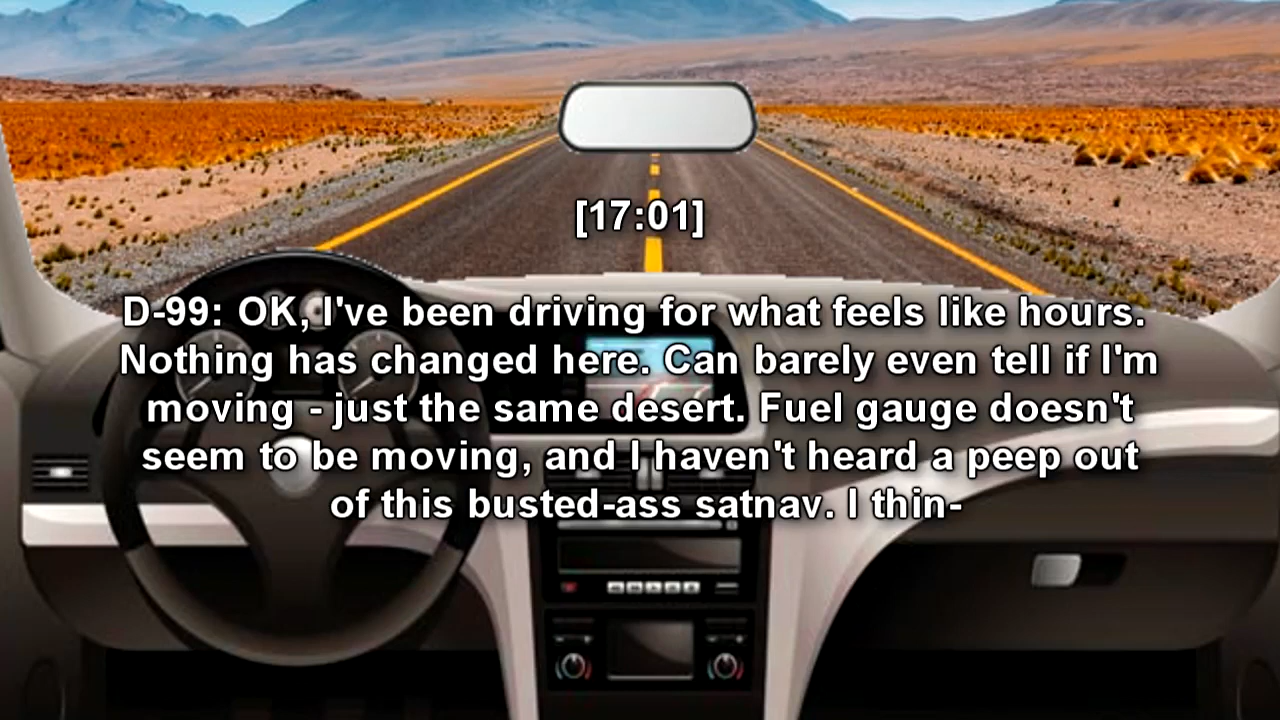 [17:01]
D-99: OK, I've been driving for what feels like hours.
Nothing has changed here. Can barely even tell if I'm
moving - just the same desert. Fuel gauge doesn't
seem to be moving, and I haven't heard a peep out
of this busted-ass satnav. I thin-